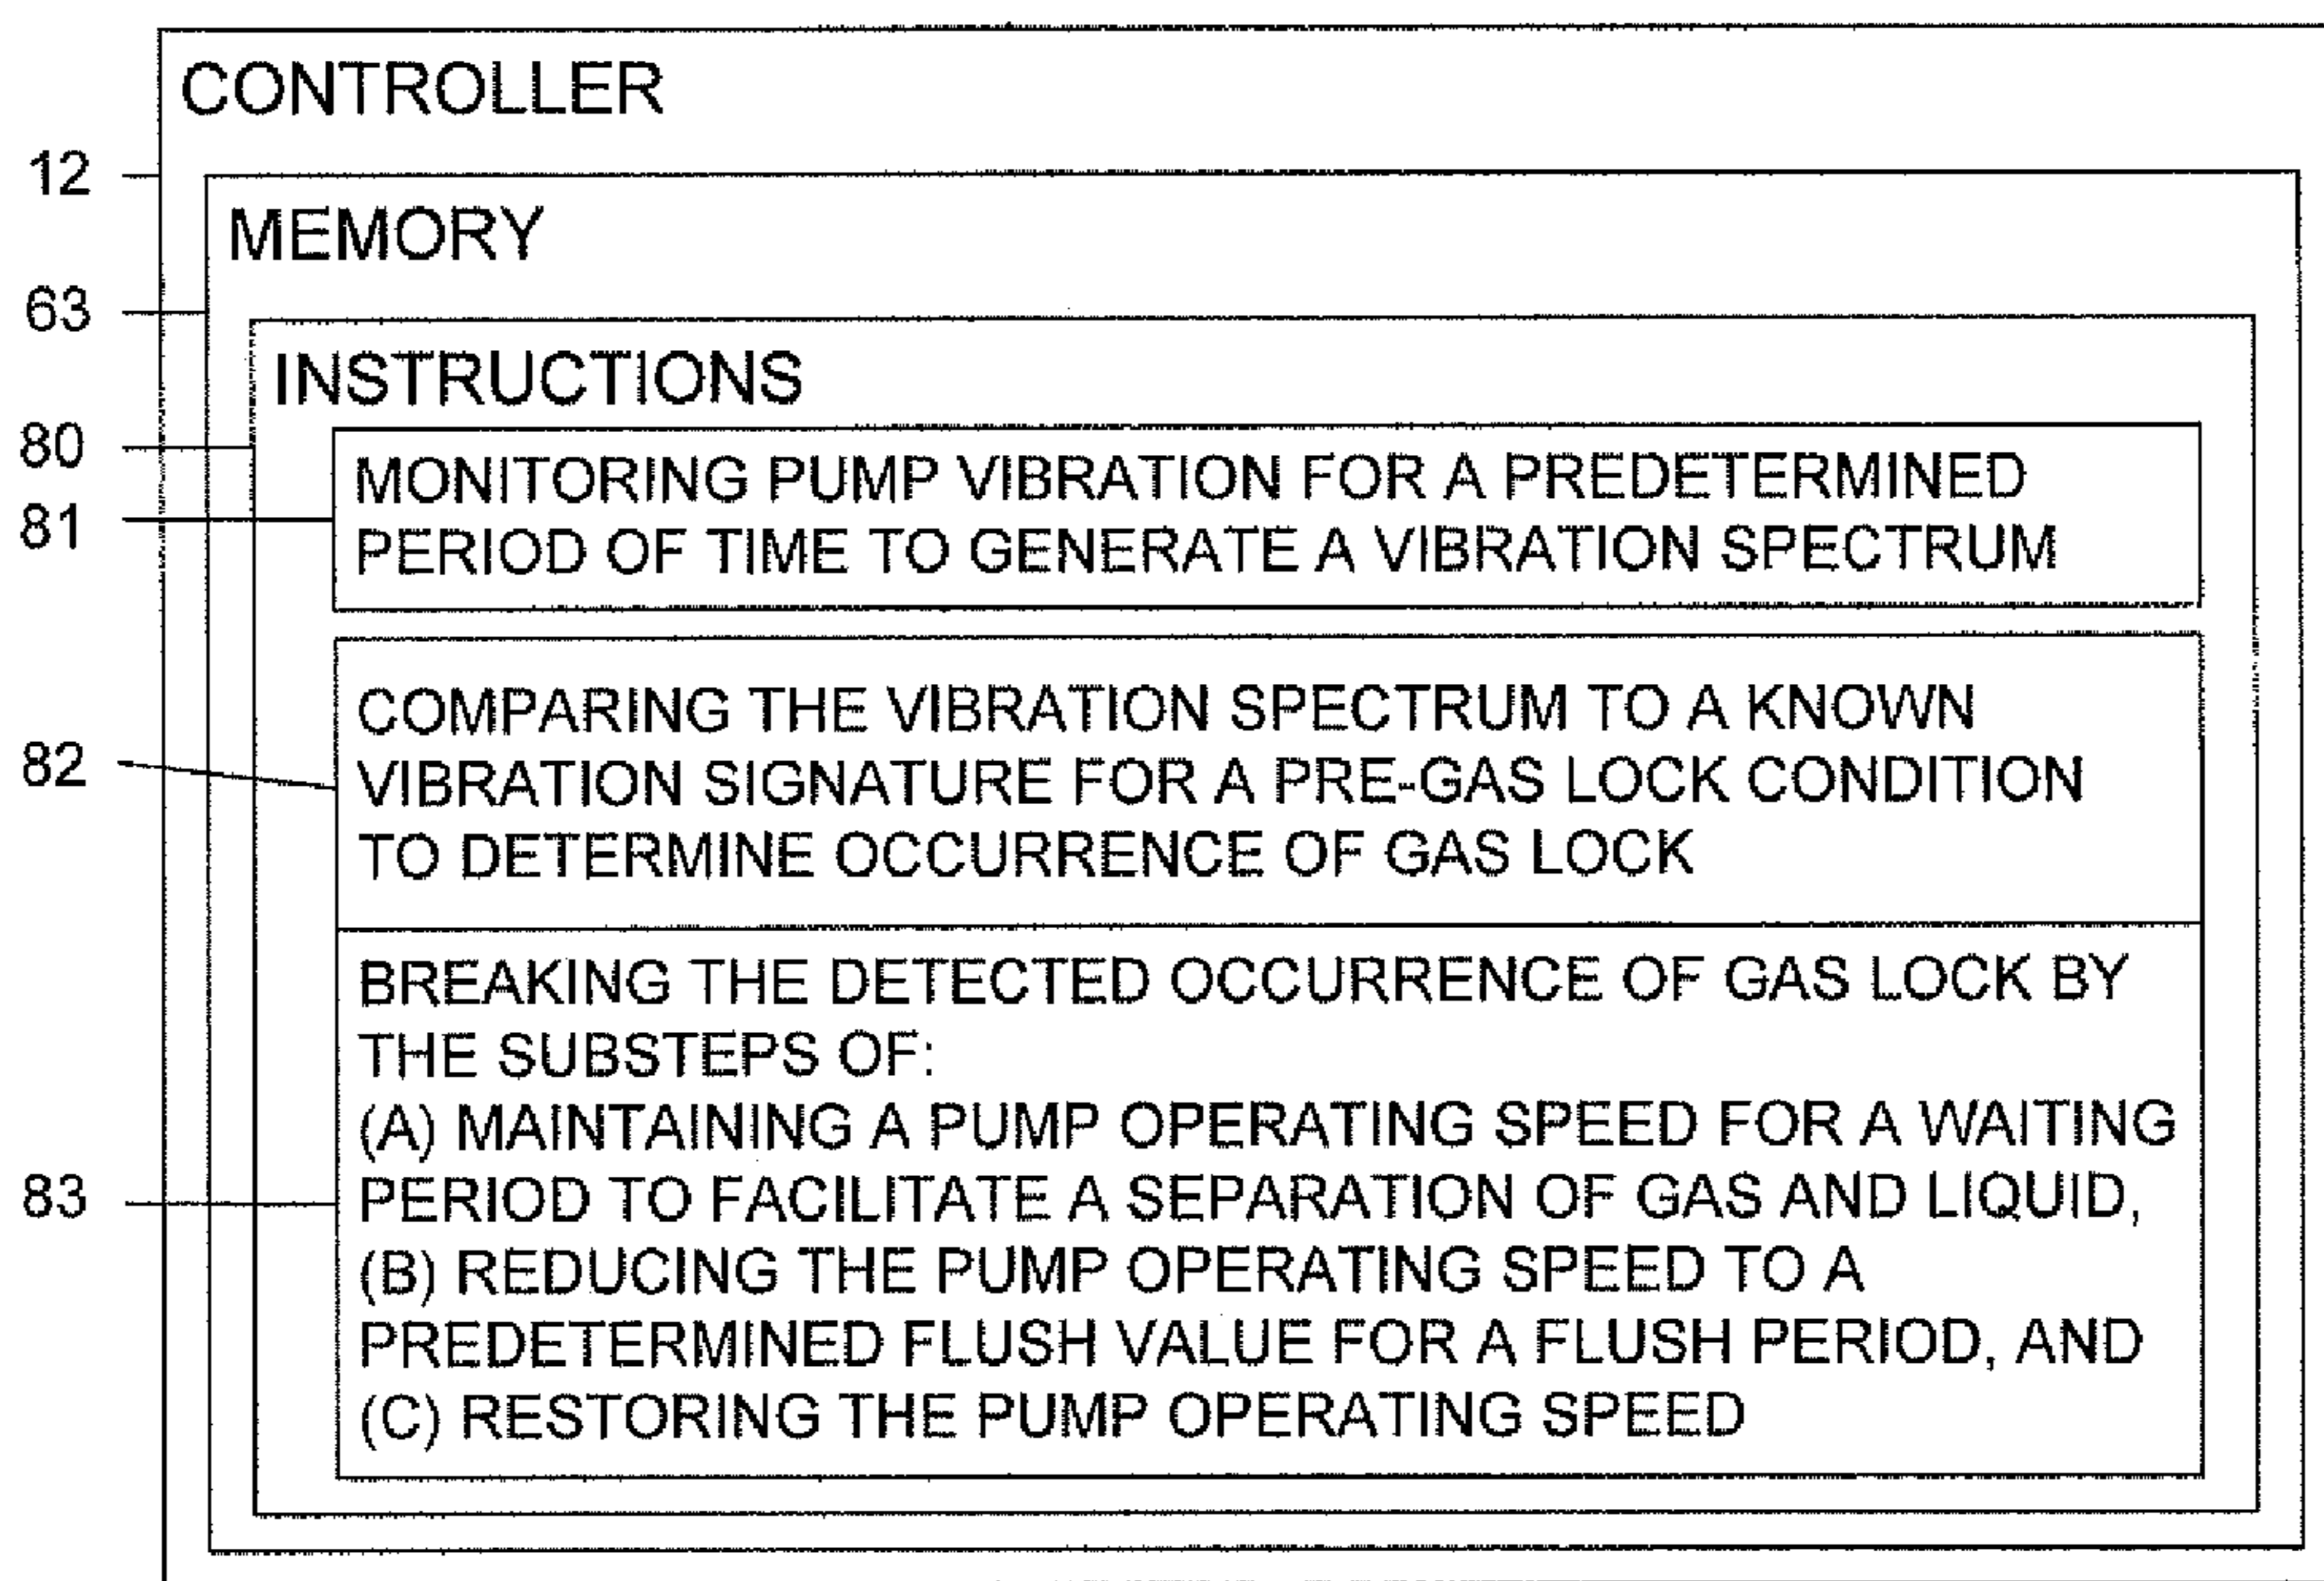 CONTROLLER
12
MEMORY
63
INSTRUCTIONS
80
MONITORING PUMP VIBRATION FOR A PREDETERMINED
81
PERIOD OF TIME TO GENERATE A VIBRATION SPECTRUM
COMPARING THE VIBRATION SPECTRUM TO A KNOWN
82
VIBRATION SIGNATURE FOR A PRE-GAS LOCK CONDITION
TO DETERMINE OCCURRENCE OF GAS LOCK
BREAKING THE DETECTED OCCURRENCE OF GAS LOCK BY
THE SUBSTEPS OF:
(A) MAINTAINING A PUMP OPERATING SPEED FOR A WAITING
83
PERIOD TO FACILITATE A SEPARATION OF GAS AND LIQUID,
(B) REDUCING THE PUMP OPERATING SPEED TO A
PREDETERMINED FLUSH VALUE FOR A FLUSH PERIOD, AND
(C) RESTORING THE PUMP OPERATING SPEED